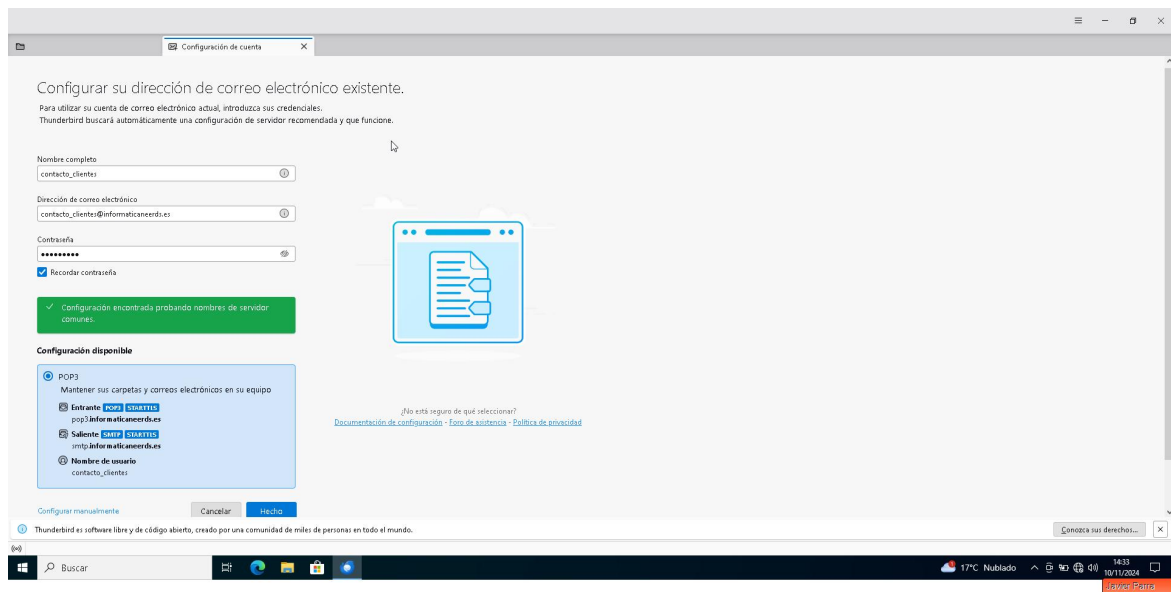 Configuración de cuenta
Configurar su dirección de correo electrónico existente.
Para utilizar su cuenta de correo electrónico actual, introduzca sus credenciales.
Thunderbird buscará automáticamente una configuración de servidor recomendada y que funcione.
Nombre completo
contacto_clientes
Dirección de correo electrónico
contacto_clientes@informaticaneerds.es
Contraseña
Recordar contraseña
Configuración encontrada probando nombres de servidor
comunes.
Configuración disponible
POP3
Mantener sus carpetas y correos electrónicos en su equipo
Entrante POP3 STARTTLS
pop3.informaticaneerds.es
Saliente SMTP STARTTLS
smtp.informaticaneerds.es
Nombre de usuario
contacto_clientes
¿No está seguro de qué seleccionar?
Documentación de configuración - Foro de asistencia - Política de privacidad
Configurar manualmente Cancelar Hecho
Thunderbird es software libre y de código abierto, creado por una comunidad de miles de personas en todo el mundo. Conozca sus derechos...
Buscar 17°C Nublado 14:33
10/11/2024
Javier Parra